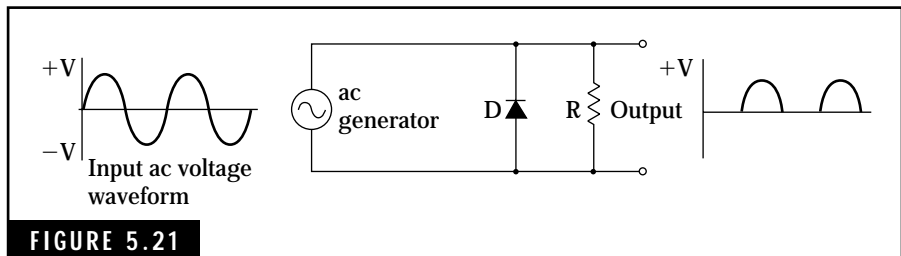 +V
−V
Input ac voltage
waveform
ac
generator
D
R
Output
+V
FIGURE 5.21